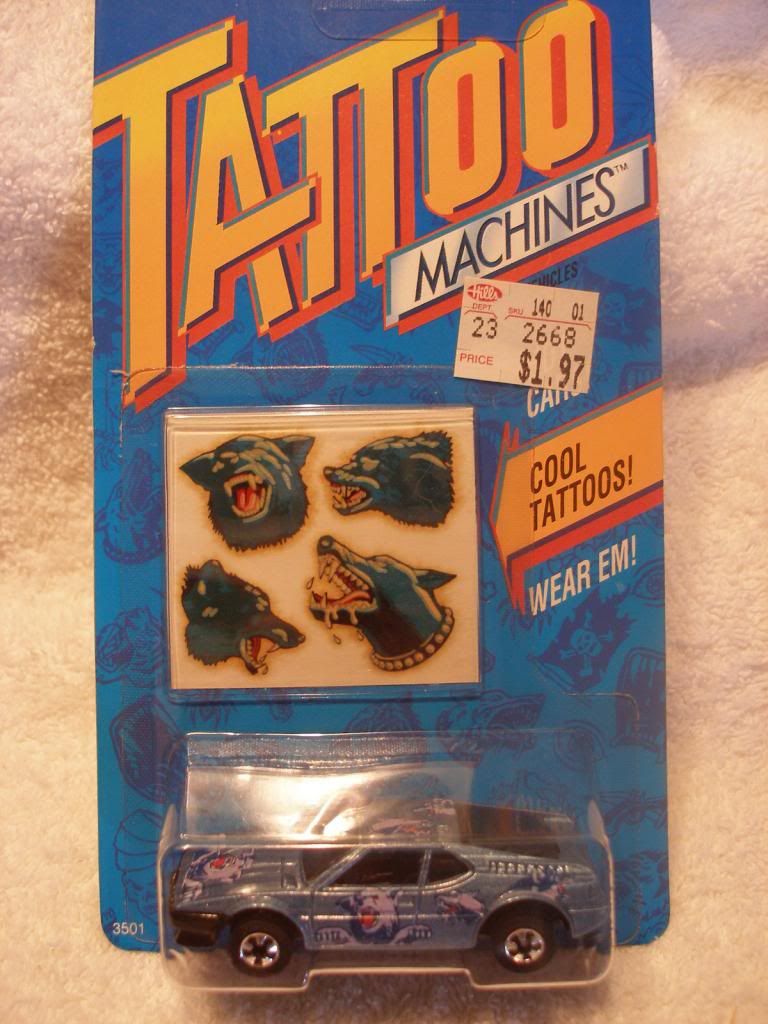 TATTOO
MACHINES™
Hills
DEPT SKU 140 01
23 2668
PRICE $1.97
COOL
TATTOOS!
WEAR EM!
3501